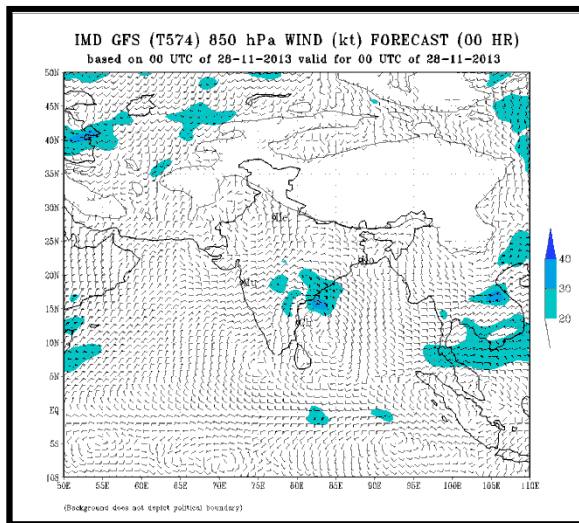 IMD GFS (T574) 850 hPa WIND (kt) FORECAST (00 HR)
based on 00 UTC of 28-11-2013 valid for 00 UTC of 28-11-2013
50N
45N
40N
35N
30N
25N
20N
15N
10N
5N
EQ
5S
10S
50E 55E 60E 65E 70E 75E 80E 85E 90E 95E 100E 105E 110E
40
30
20
(Background does not depict political boundary)